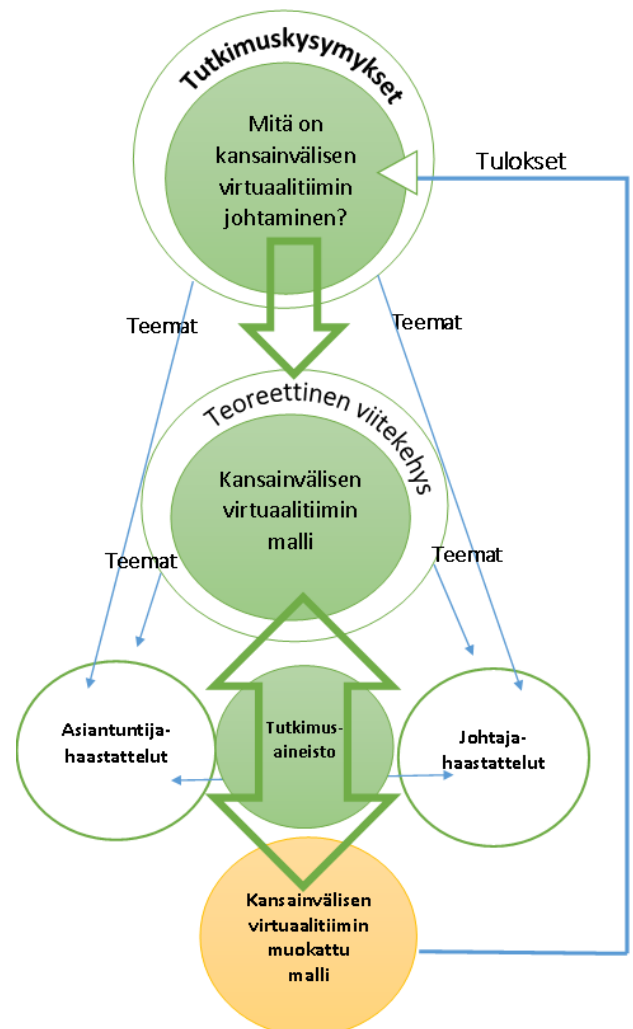 Tutkimuskysymykset
Mitä on
kansainvälisen
virtuaalitiimin
johtaminen?
Tulokset
Teemat
Teemat
Teoreettinen viitekehys
Kansainvälisen
virtuaalitiimin
malli
Teemat
Teemat
Asiantuntija-
haastattelut
Tutkimus-
aineisto
Johtaja-
haastattelut
Kansainvälisen
virtuaalitiimin
muokattu
malli